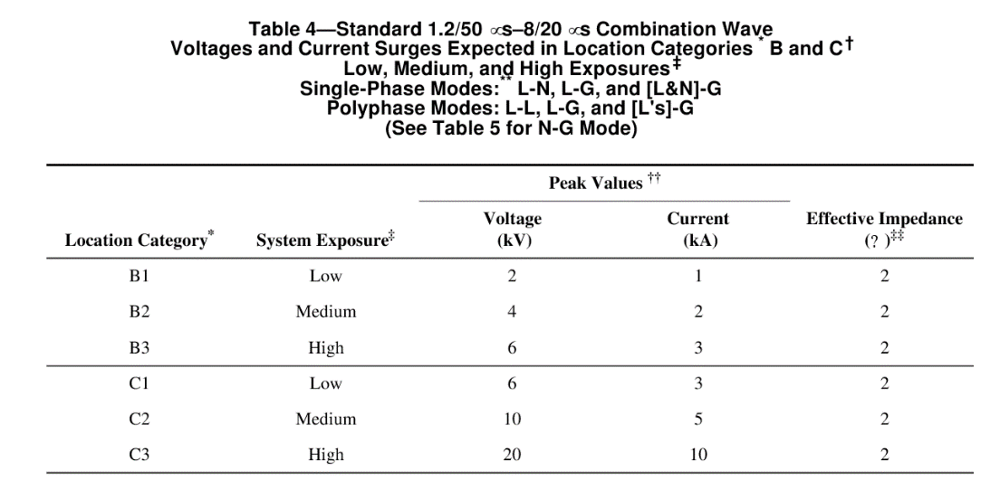 Table 4—Standard 1.2/50 ∝s–8/20 ∝s Combination Wave
Voltages and Current Surges Expected in Location Categories * B and C†
Low, Medium, and High Exposures‡
Single-Phase Modes:** L-N, L-G, and [L&N]-G
Polyphase Modes: L-L, L-G, and [L's]-G
(See Table 5 for N-G Mode)
Peak Values ††
Location Category* System Exposure‡ Voltage (kV) Current (kA) Effective Impedance (? )‡‡
B1 Low 2 1 2
B2 Medium 4 2 2
B3 High 6 3 2
C1 Low 6 3 2
C2 Medium 10 5 2
C3 High 20 10 2